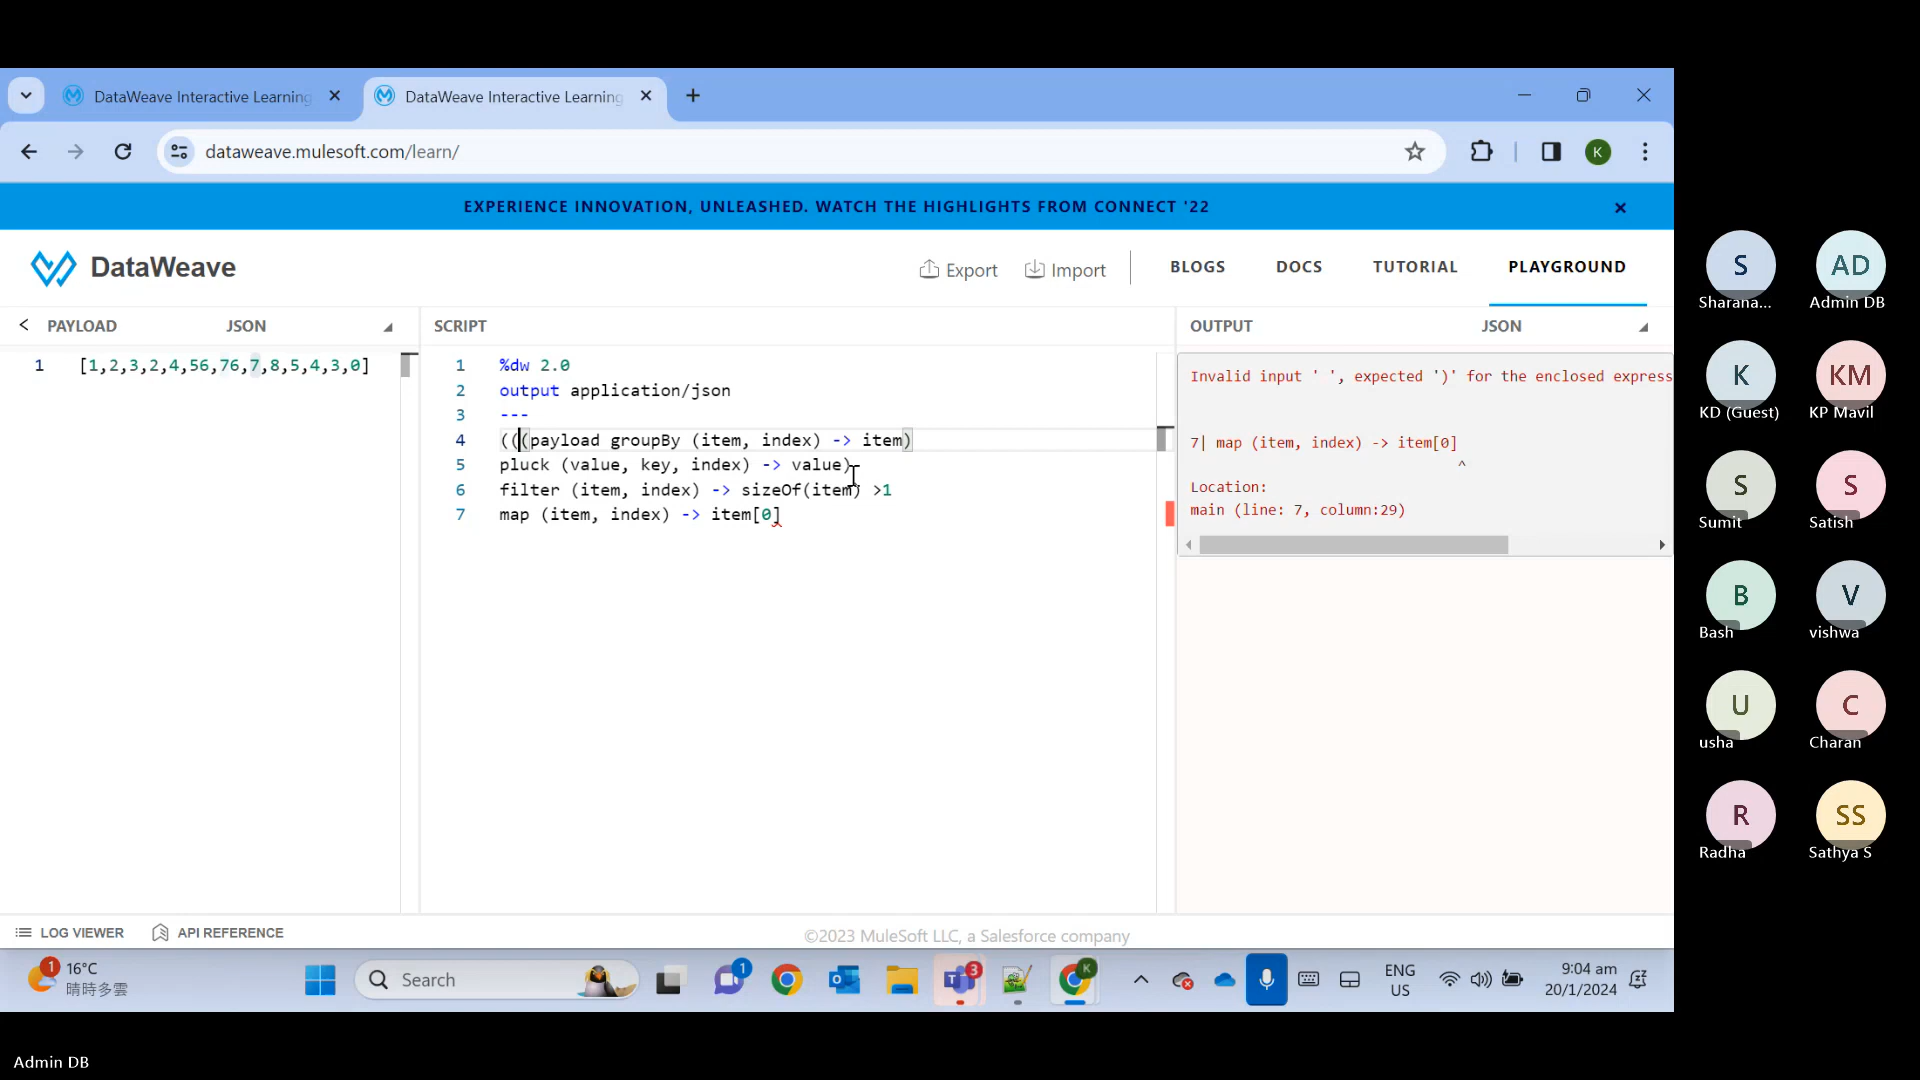 DataWeave Interactive Learning
DataWeave Interactive Learning
dataweave.mulesoft.com/learn/
K
EXPERIENCE INNOVATION, UNLEASHED. WATCH THE HIGHLIGHTS FROM CONNECT '22
DataWeave
Export
Import
BLOGS
DOCS
TUTORIAL
PLAYGROUND
PAYLOAD
JSON
SCRIPT
OUTPUT
JSON
1 [1,2,3,2,4,56,76,7,8,5,4,3,0]
1 %dw 2.0
2 output application/json
3 ---
4 (((payload groupBy (item, index) -> item)
5 pluck (value, key, index) -> value)
6 filter (item, index) -> sizeOf(item) >1
7 map (item, index) -> item[0]
Invalid input ' ', expected ')' for the enclosed express
7| map (item, index) -> item[0]
^
Location:
main (line: 7, column:29)
LOG VIEWER
API REFERENCE
©2023 MuleSoft LLC, a Salesforce company
1
16°C
晴時多雲
Search
1
3
K
ENG
US
9:04 am
20/1/2024
S
Sharana...
AD
Admin DB
K
KD (Guest)
KM
KP Mavil
S
Sumit
S
Satish
B
Bash
V
vishwa
U
usha
C
Charan
R
Radha
SS
Sathya S
Admin DB